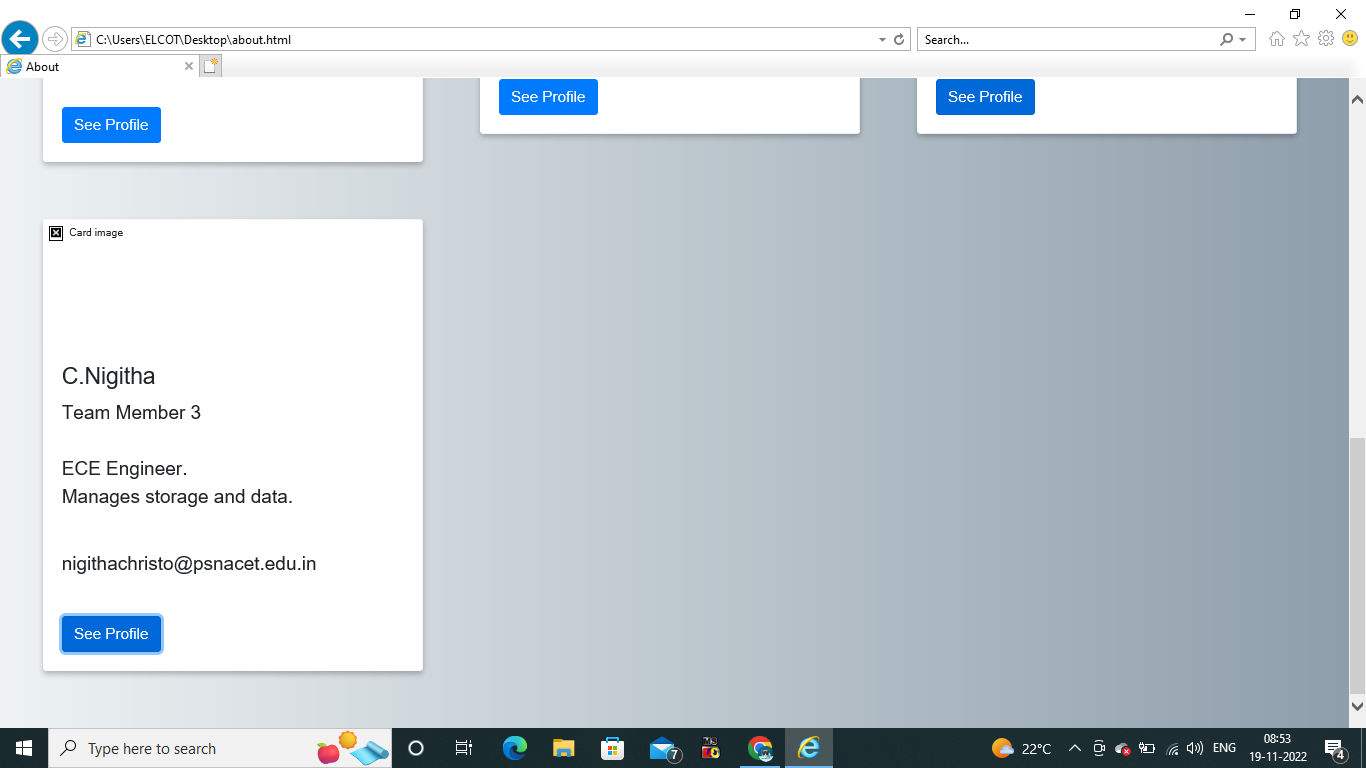 C:\Users\ELCOT\Desktop\about.html
Search...
About
See Profile
See Profile
See Profile
Card image
C.Nigitha
Team Member 3
ECE Engineer.
Manages storage and data.
nigithachristo@psnacet.edu.in
See Profile
Type here to search
7
22°C
ENG
08:53
19-11-2022
4